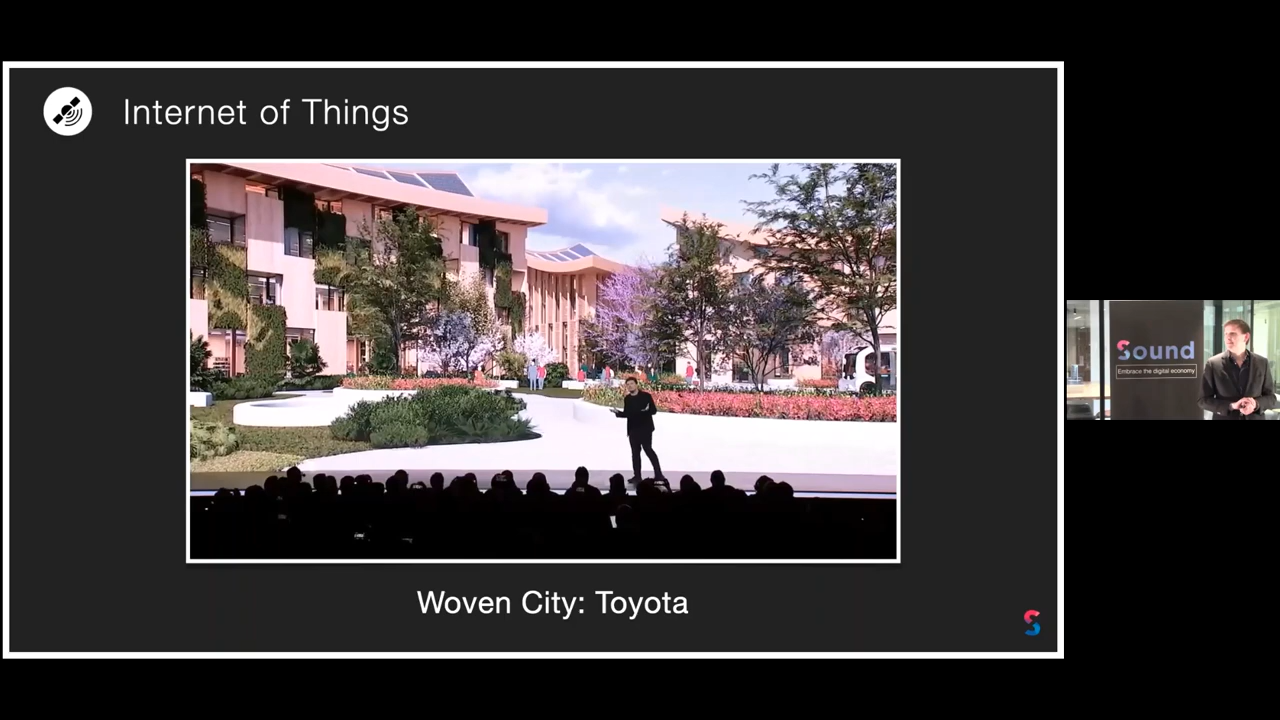 Internet of Things
Woven City: Toyota
Sound
Embrace the digital economy